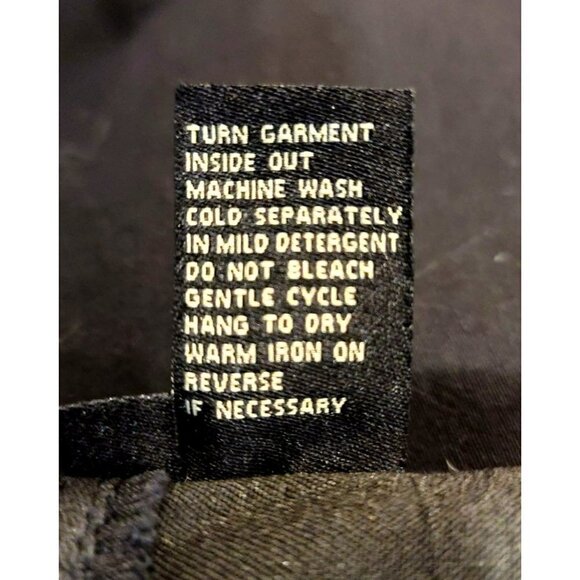 TURN GARMENT
INSIDE OUT
MACHINE WASH
COLD SEPARATELY
IN MILD DETERGENT
DO NOT BLEACH
GENTLE CYCLE
HANG TO DRY
WARM IRON ON
REVERSE
IF NECESSARY